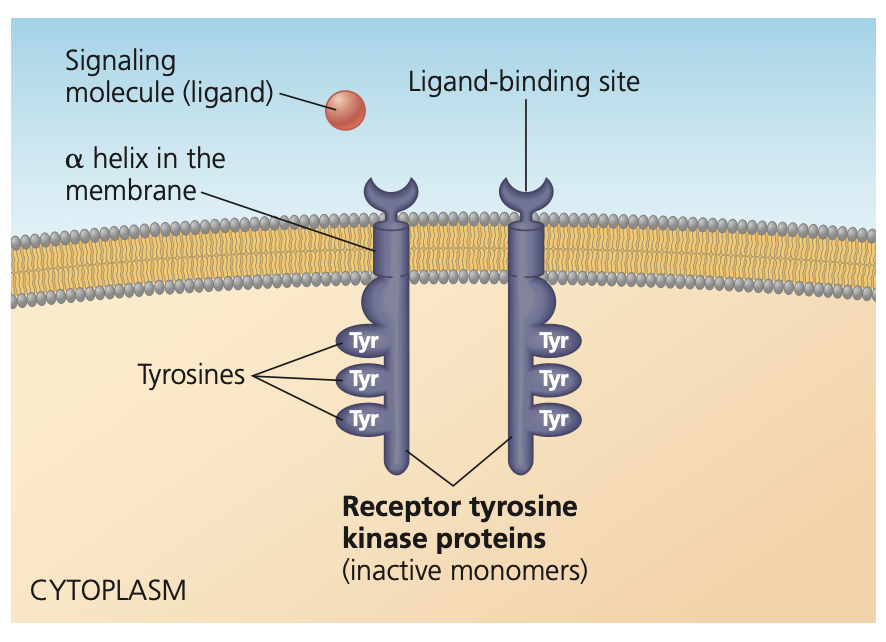 Signaling
molecule (ligand)
Ligand-binding site
α helix in the
membrane
Tyr
Tyr
Tyr
Tyr
Tyr
Tyr
Tyrosines
Receptor tyrosine
kinase proteins
(inactive monomers)
CYTOPLASM